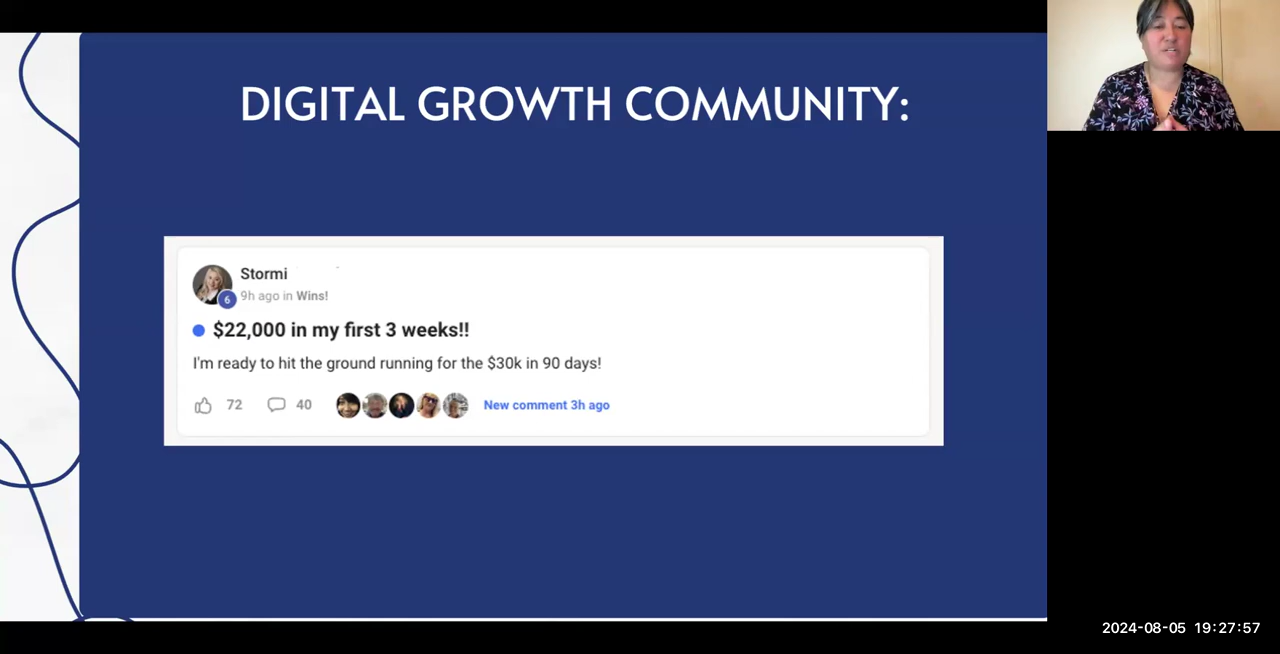 DIGITAL GROWTH COMMUNITY:
Stormi
6
9h ago in Wins!
$22,000 in my first 3 weeks!!
I'm ready to hit the ground running for the $30k in 90 days!
72 40 New comment 3h ago
2024-08-05 19:27:57